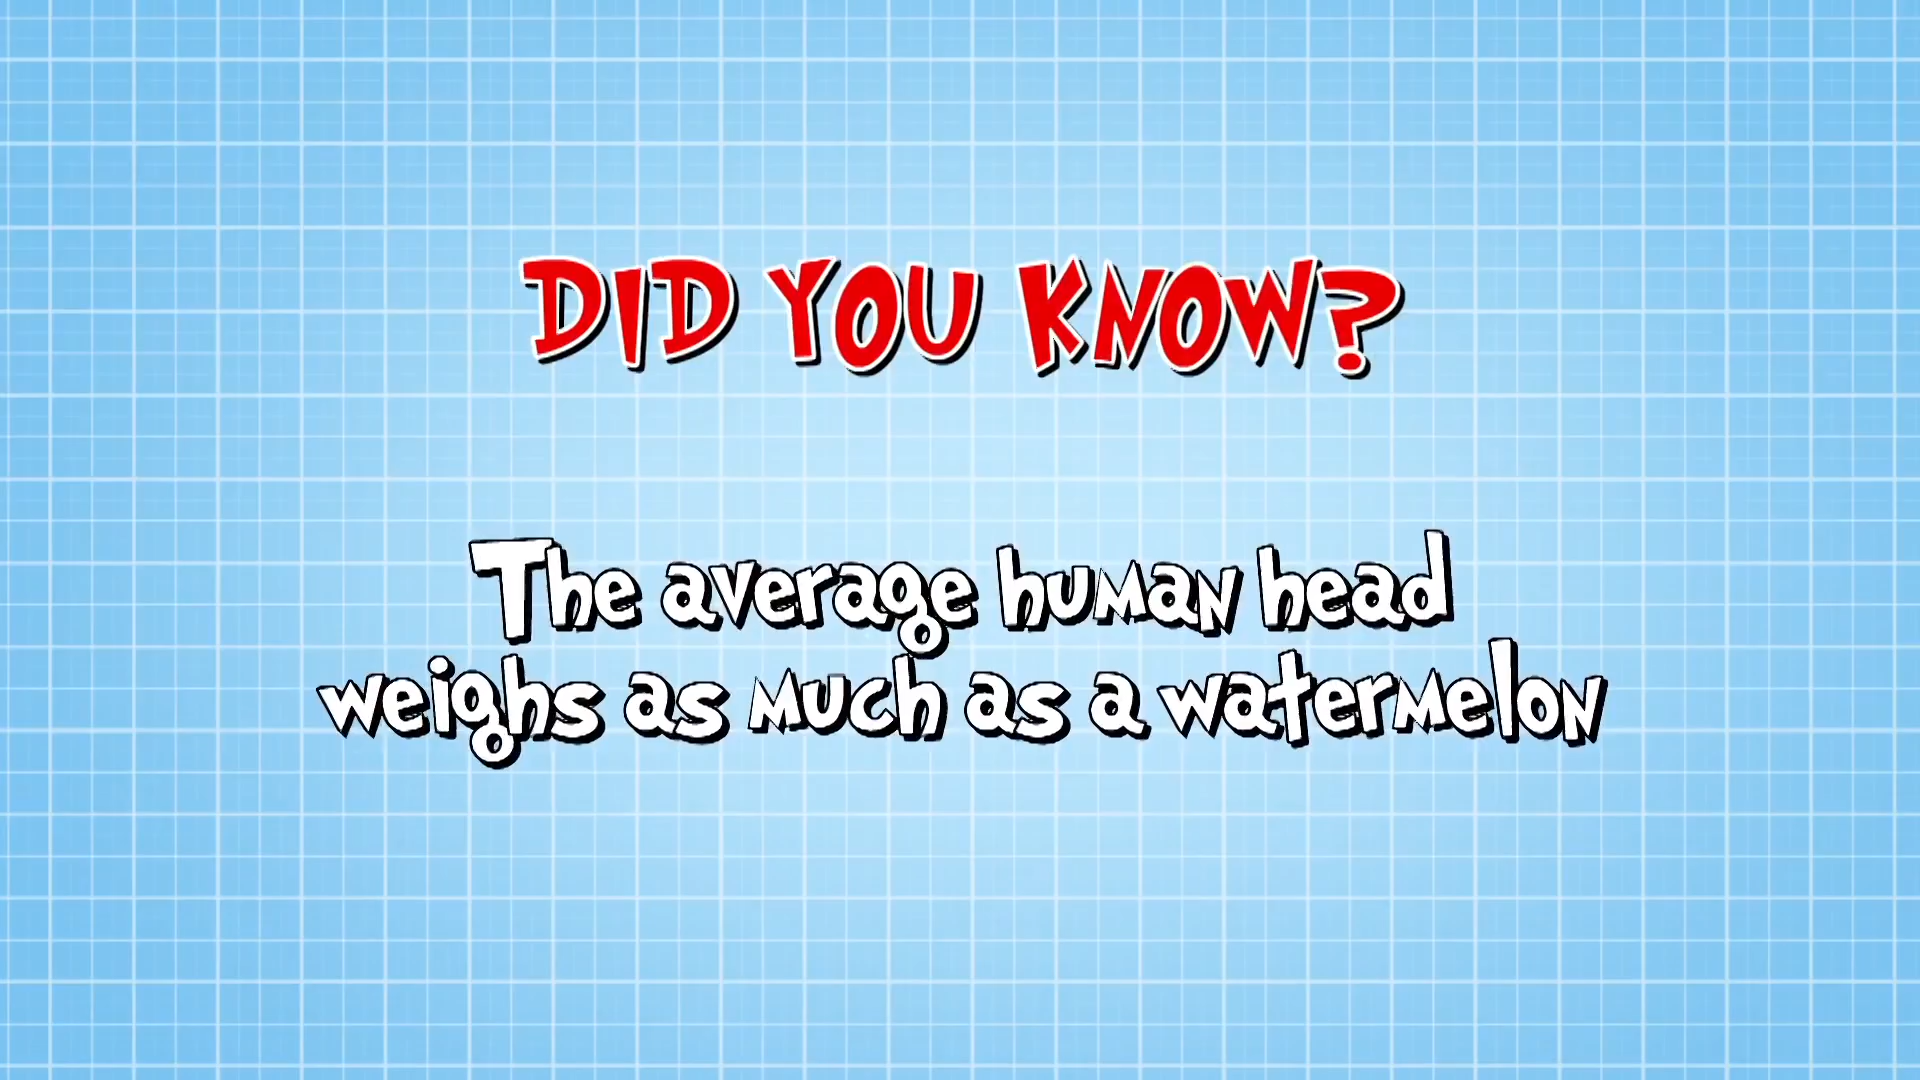 DID YOU KNOW?
The average human head
weighs as much as a watermelon